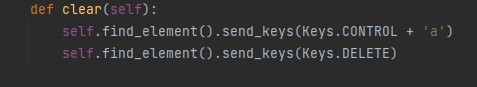 def clear(self):
    self.find_element().send_keys(Keys.CONTROL + 'a')
    self.find_element().send_keys(Keys.DELETE)